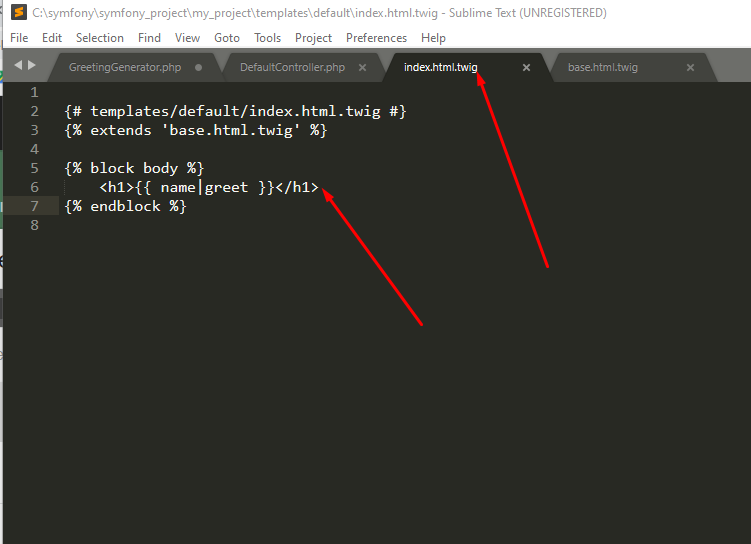 C:\symfony\symfony_project\my_project\templates\default\index.html.twig - Sublime Text (UNREGISTERED)
File Edit Selection Find View Goto Tools Project Preferences Help
GreetingGenerator.php DefaultController.php index.html.twig base.html.twig
1
2 {# templates/default/index.html.twig #}
3 {% extends 'base.html.twig' %}
4
5 {% block body %}
6 <h1>{{ name|greet }}</h1>
7 {% endblock %}
8